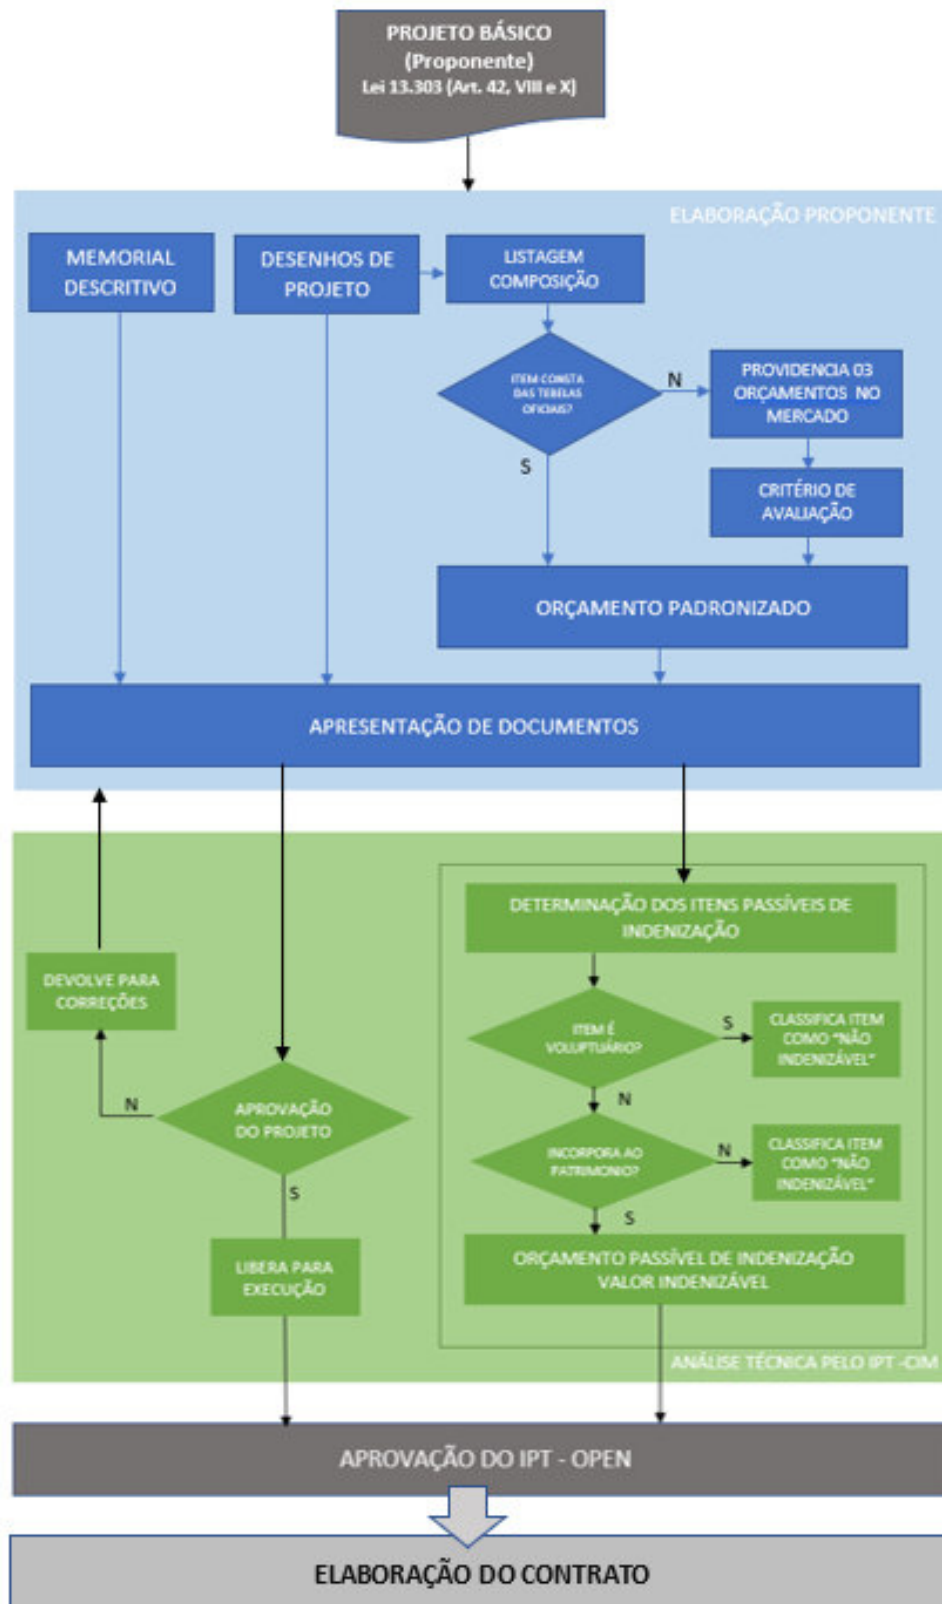 PROJETO BÁSICO
(Proponente)
Lei 13.303 (Art. 42, VIII e X)
ELABORAÇÃO PROPONENTE
MEMORIAL
DESCRITIVO
DESENHOS DE
PROJETO
LISTAGEM
COMPOSIÇÃO
ITEM CONSTA
DAS TEBELAS
OFICIAIS?
N
PROVIDENCIA 03
ORÇAMENTOS NO
MERCADO
S
CRITÉRIO DE
AVALIAÇÃO
ORÇAMENTO PADRONIZADO
APRESENTAÇÃO DE DOCUMENTOS
DETERMINAÇÃO DOS ITENS PASSÍVEIS DE
INDENIZAÇÃO
DEVOLVE PARA
CORREÇÕES
ITEM É
VOLUPTUÁRIO?
S
CLASSIFICA ITEM
COMO “NÃO
INDENIZÁVEL”
N
N
APROVAÇÃO
DO PROJETO
INCORPORA AO
PATRIMONIO?
N
CLASSIFICA ITEM
COMO “NÃO
INDENIZÁVEL”
S
S
LIBERA PARA
EXECUÇÃO
ORÇAMENTO PASSÍVEL DE INDENIZAÇÃO
VALOR INDENIZÁVEL
ANÁLISE TÉCNICA PELO IPT -CIM
APROVAÇÃO DO IPT - OPEN
ELABORAÇÃO DO CONTRATO